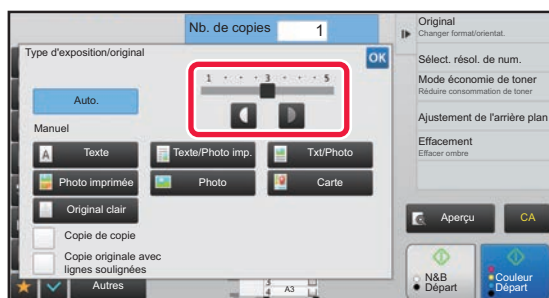 Nb. de copies 1
Type d'exposition/original
OK
1 · · · 3 · · · 5
Auto.
Manuel
A Texte
Texte/Photo imp.
Txt/Photo
Photo imprimée
Photo
Carte
Original clair
Copie de copie
Copie originale avec
lignes soulignées
Autres
3
4 A3
Original
Changer format/orientat.
Sélect. résol. de num.
Mode économie de toner
Réduire consommation de toner
Ajustement de l'arrière plan
Effacement
Effacer ombre
Aperçu
CA
N&B
Départ
Couleur
Départ